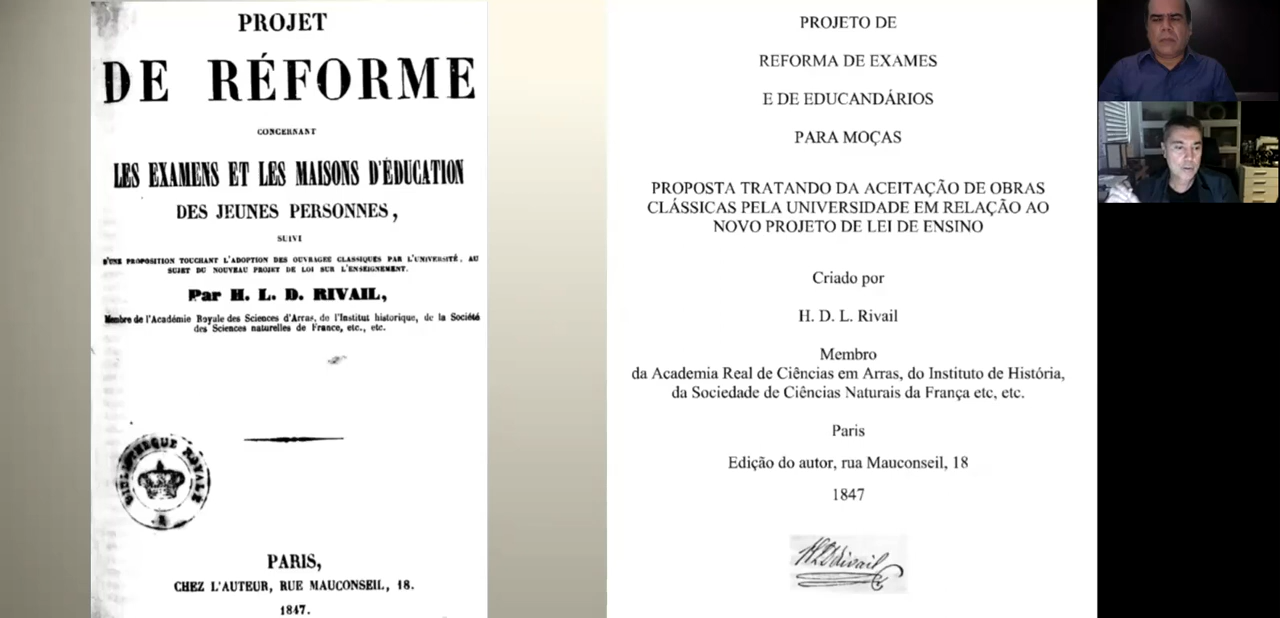 PROJET
DE RÉFORME
CONCERNANT
LES EXAMENS ET LES MAISONS D'ÉDUCATION
DES JEUNES PERSONNES,
SUIVI
D'UNE PROPOSITION TOUCHANT L'ADOPTION DES OUVRAGES CLASSIQUES PAR L'UNIVERSITÉ, AU
SUJET DU NOUVEAU PROJET DE LOI SUR L'ENSEIGNEMENT.
Par H. L. D. RIVAIL,
Membre de l'Académie Royale des Sciences d'Arras, de l'Institut historique, de la Société
des Sciences naturelles de France, etc., etc.
BIBLIOTHEQUE ROYALE
PARIS,
CHEZ L'AUTEUR, RUE MAUCONSEIL, 18.
1847.
PROJETO DE
REFORMA DE EXAMES
E DE EDUCANDÁRIOS
PARA MOÇAS
PROPOSTA TRATANDO DA ACEITAÇÃO DE OBRAS
CLÁSSICAS PELA UNIVERSIDADE EM RELAÇÃO AO
NOVO PROJETO DE LEI DE ENSINO
Criado por
H. D. L. Rivail
Membro
da Academia Real de Ciências em Arras, do Instituto de História,
da Sociedade de Ciências Naturais da França etc, etc.
Paris
Edição do autor, rua Mauconseil, 18
1847
HLDRivail